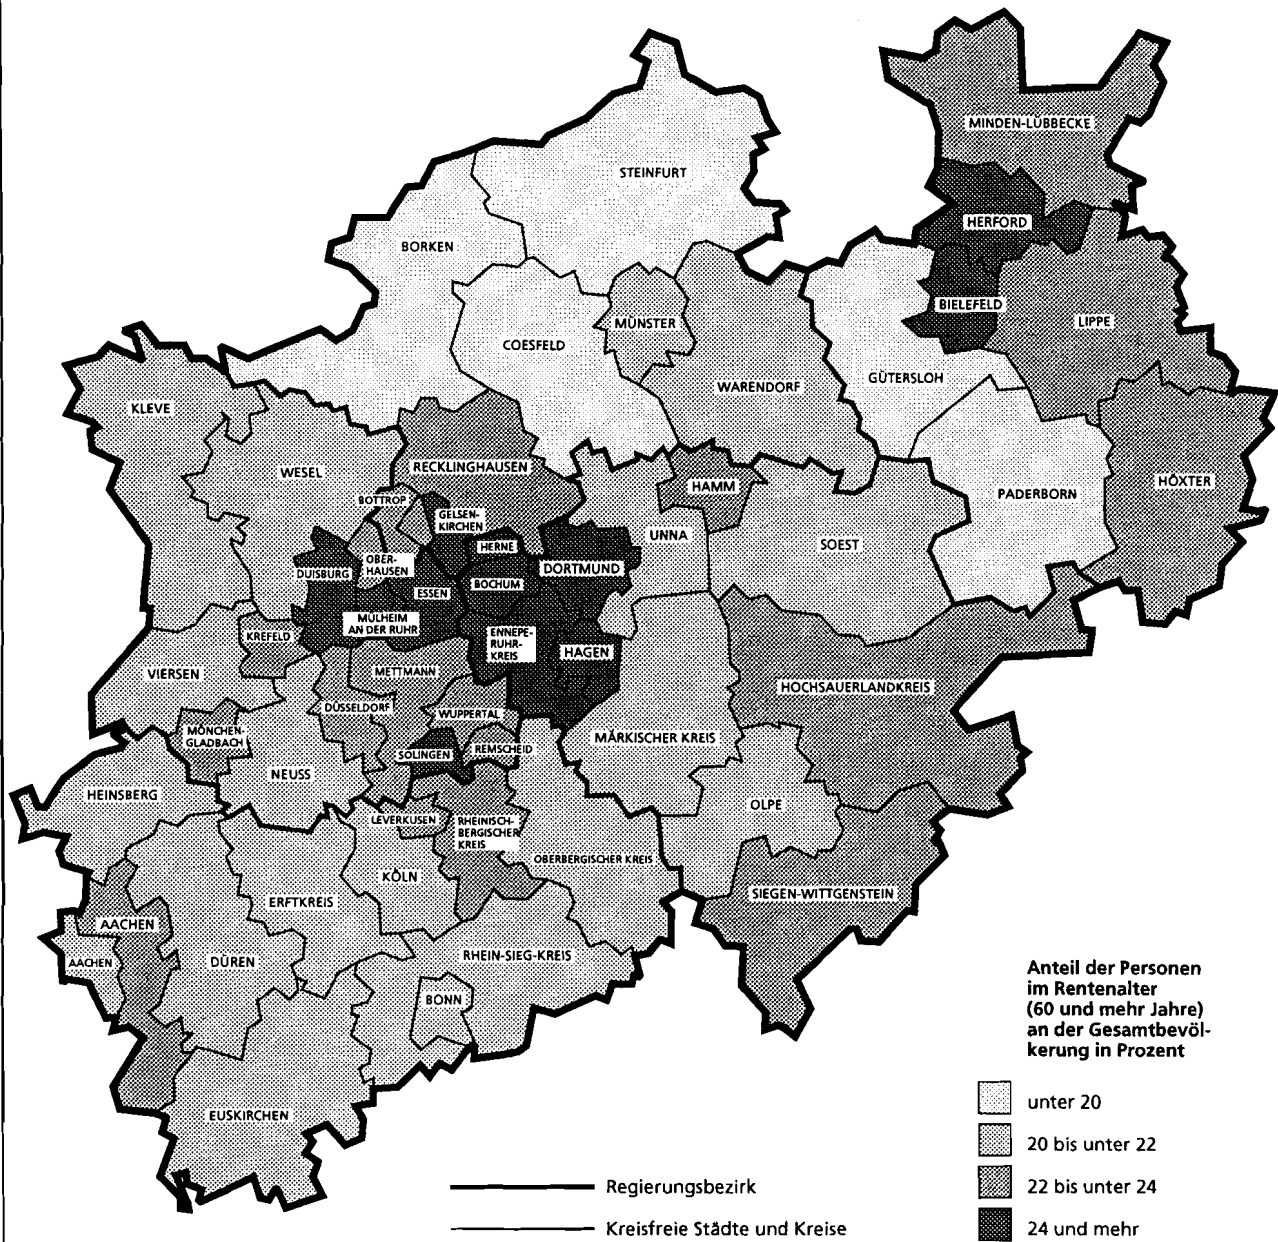 MINDEN-LÜBBECKE
STEINFURT
HERFORD
BORKEN
BIELEFELD
MÜNSTER
LIPPE
COESFELD
GÜTERSLOH
WARENDORF
KLEVE
WESEL
RECKLINGHAUSEN
HÖXTER
HAMM
PADERBORN
BOTTROP
GELSEN-
KIRCHEN
UNNA
SOEST
HERNE
OBER-
HAUSEN
DORTMUND
DUISBURG
BOCHUM
ESSEN
MÜLHEIM
AN DER RUHR
KREFELD
ENNEPE-
RUHR-
KREIS
HAGEN
VIERSEN
METTMANN
HOCHSAUERLANDKREIS
DÜSSELDORF
WUPPERTAL
MÖNCHEN-
GLADBACH
MÄRKISCHER KREIS
SOLINGEN
REMSCHEID
NEUSS
HEINSBERG
OLPE
LEVERKUSEN
RHEINISCH-
BERGISCHER
KREIS
OBERBERGISCHER KREIS
KÖLN
SIEGEN-WITTGENSTEIN
ERFTKREIS
AACHEN
AACHEN
DÜREN
RHEIN-SIEG-KREIS
BONN
EUSKIRCHEN
Anteil der Personen
im Rentenalter
(60 und mehr Jahre)
an der Gesamtbevöl-
kerung in Prozent
unter 20
20 bis unter 22
22 bis unter 24
24 und mehr
Regierungsbezirk
Kreisfreie Städte und Kreise